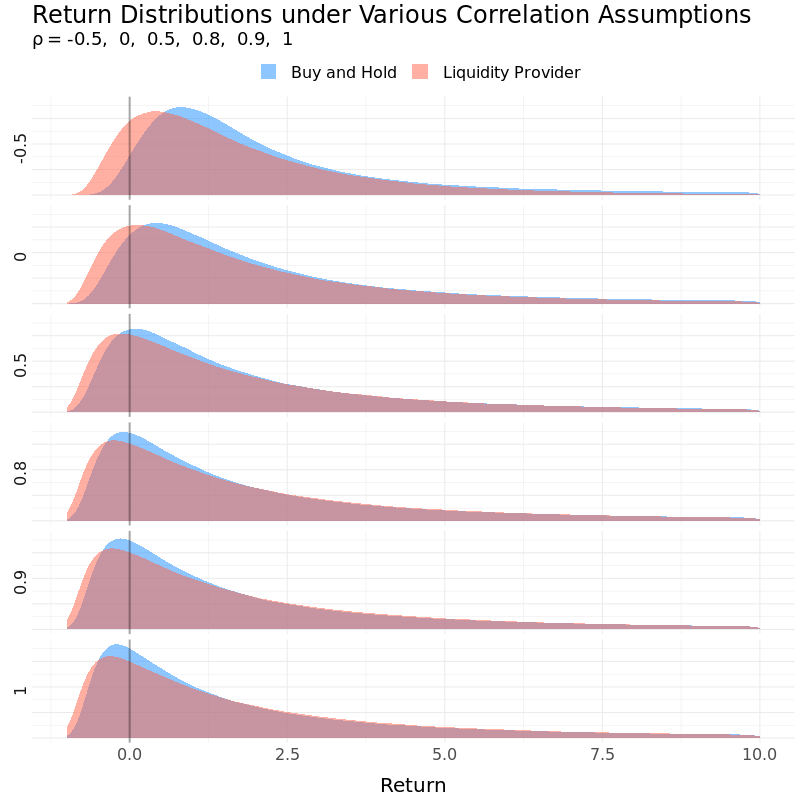 Return Distributions under Various Correlation Assumptions
ρ = -0.5,  0,  0.5,  0.8,  0.9,  1
Buy and Hold Liquidity Provider
-0.5
0
0.5
0.8
0.9
1
0.0 2.5 5.0 7.5 10.0
Return